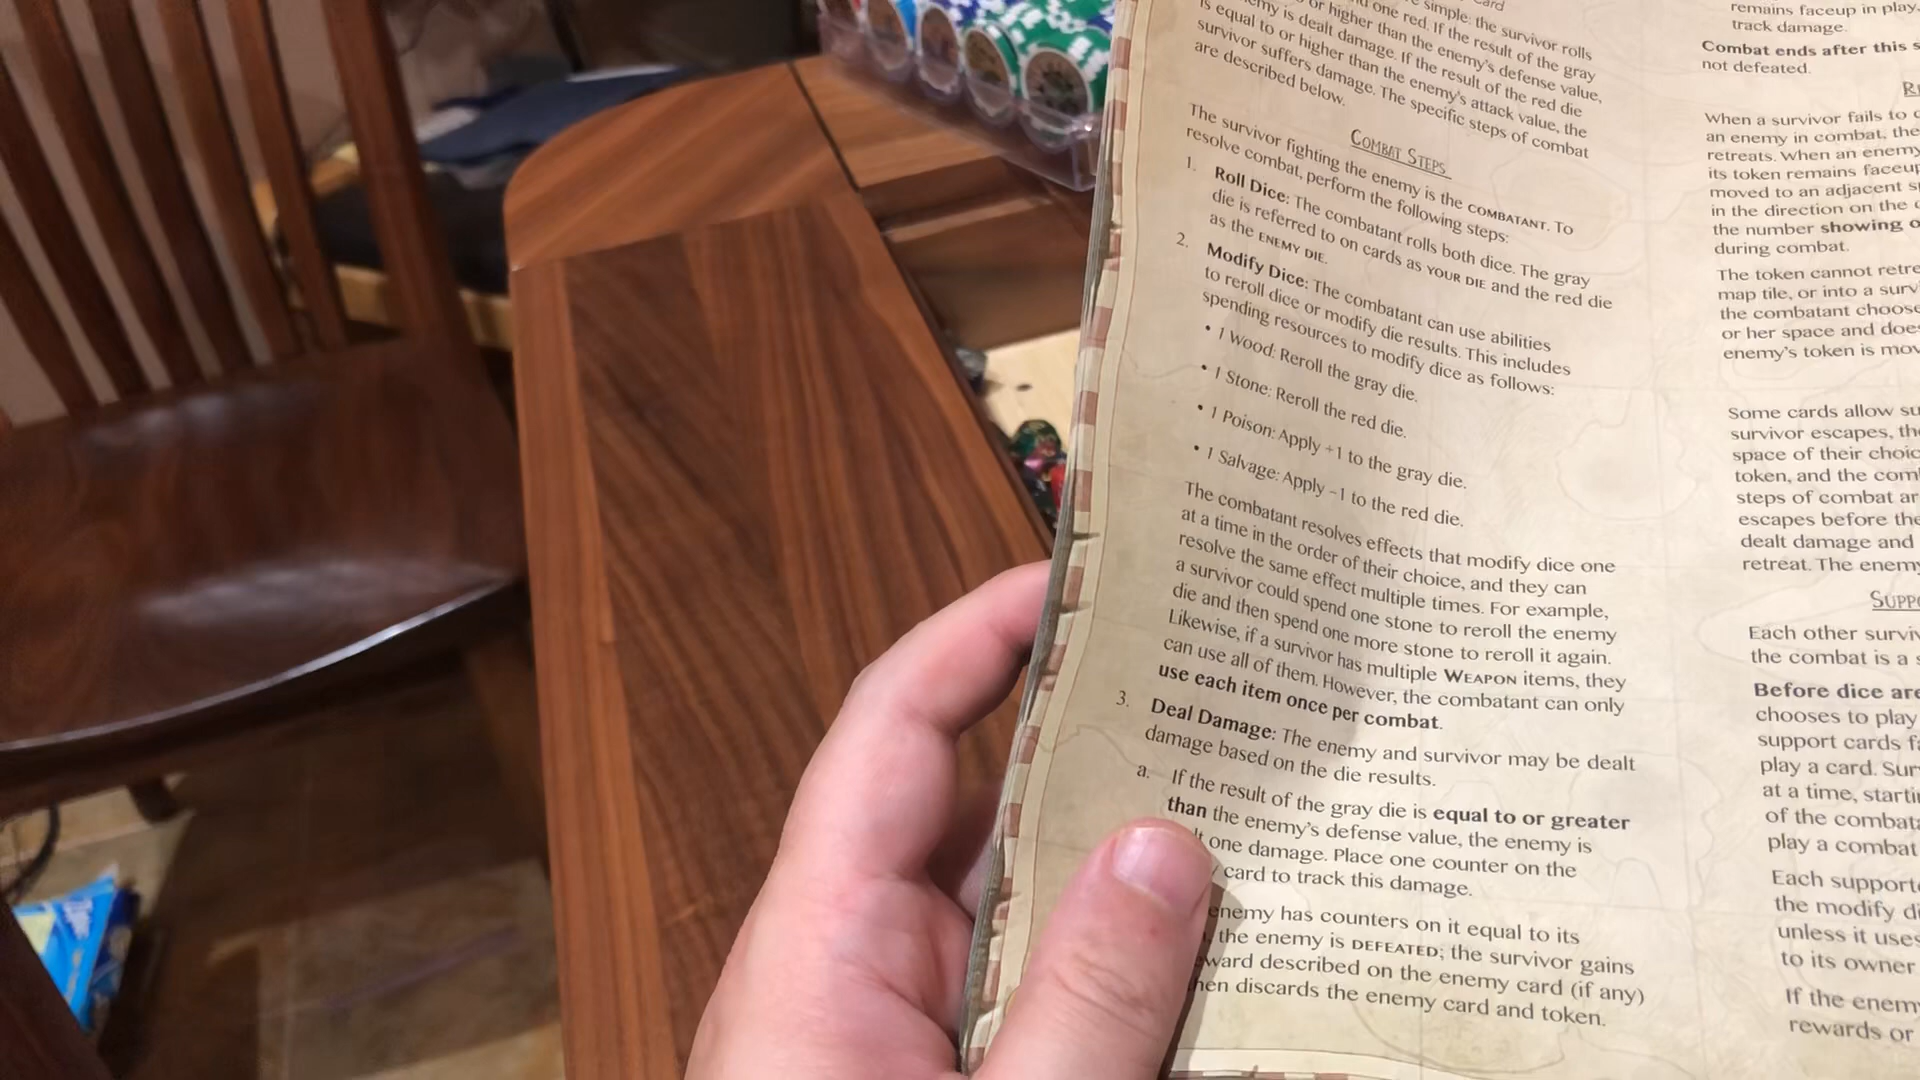 Card
simple: the survivor rolls
and one red. If the result of the gray
or higher than the enemy's defense value,
enemy is dealt damage. If the result of the red die
is equal to or higher than the enemy's attack value, the
survivor suffers damage. The specific steps of combat
are described below.
COMBAT STEPS
The survivor fighting the enemy is the COMBATANT. To
resolve combat, perform the following steps:
1. Roll Dice: The combatant rolls both dice. The gray
die is referred to on cards as YOUR DIE and the red die
as the ENEMY DIE.
2. Modify Dice: The combatant can use abilities
to reroll dice or modify die results. This includes
spending resources to modify dice as follows:
• 1 Wood: Reroll the gray die.
• 1 Stone: Reroll the red die.
• 1 Poison: Apply +1 to the gray die.
• 1 Salvage: Apply -1 to the red die.
The combatant resolves effects that modify dice one
at a time in the order of their choice, and they can
resolve the same effect multiple times. For example,
a survivor could spend one stone to reroll the enemy
die and then spend one more stone to reroll it again.
Likewise, if a survivor has multiple WEAPON items, they
can use all of them. However, the combatant can only
use each item once per combat.
3. Deal Damage: The enemy and survivor may be dealt
damage based on the die results.
a. If the result of the gray die is equal to or greater
than the enemy's defense value, the enemy is
one damage. Place one counter on the
card to track this damage.
enemy has counters on it equal to its
the enemy is DEFEATED; the survivor gains
described on the enemy card (if any)
discards the enemy card and token.
remains faceup in play.
track damage.
Combat ends after this
not defeated.
When a survivor fails to
an enemy in combat, the
retreats. When an enemy
its token remains faceup
moved to an adjacent
in the direction on the
the number showing
during combat.
The token cannot
map tile, or into a
the combatant
or her space and
enemy's token is
Some cards allow
survivor escapes,
space of their
token, and the
steps of combat
escapes before the
dealt damage and
retreat. The enemy
Each other
the combat is a
Before dice are
chooses to play
support cards
play a card.
at a time,
of the
play a combat
Each
the modify
unless it uses
to its owner
If the enemy
rewards or